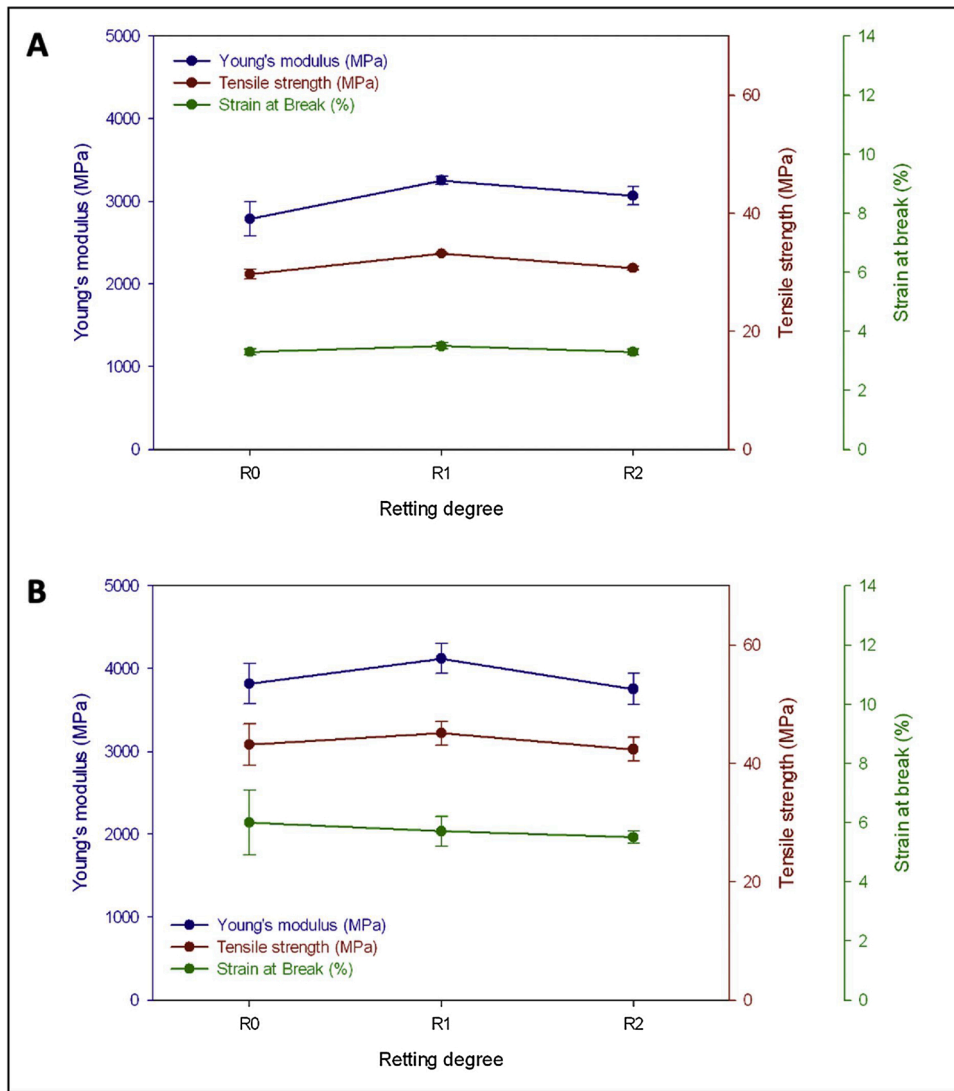 A
Young's modulus (MPa)
Tensile strength (MPa)
Strain at Break (%)
5000
4000
3000
2000
1000
0
Young's modulus (MPa)
60
40
20
0
Tensile strength (MPa)
14
12
10
8
6
4
2
0
Strain at break (%)
R0 R1 R2
Retting degree
B
5000
4000
3000
2000
1000
0
Young's modulus (MPa)
Young's modulus (MPa)
Tensile strength (MPa)
Strain at Break (%)
60
40
20
0
Tensile strength (MPa)
14
12
10
8
6
4
2
0
Strain at break (%)
R0 R1 R2
Retting degree